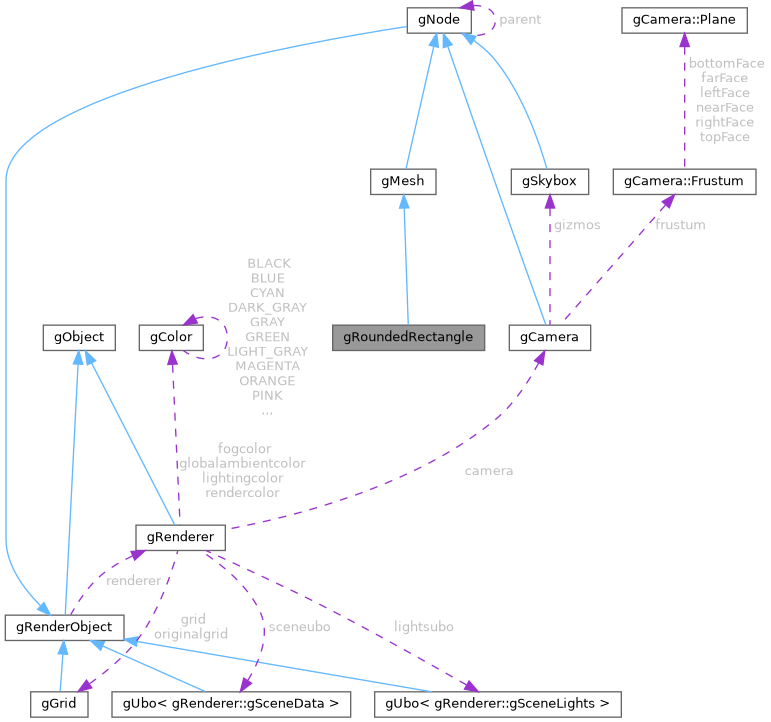 gNode
parent
gCamera::Plane
bottomFace
farFace
leftFace
nearFace
rightFace
topFace
gMesh
gSkybox
gCamera::Frustum
gizmos
frustum
BLACK
BLUE
CYAN
DARK_GRAY
GRAY
GREEN
LIGHT_GRAY
MAGENTA
ORANGE
PINK
...
gObject
gColor
gRoundedRectangle
gCamera
fogcolor
globalambientcolor
lightingcolor
rendercolor
camera
gRenderer
renderer
gRenderObject
grid
originalgrid
sceneubo
lightsubo
gGrid
gUbo< gRenderer::gSceneData >
gUbo< gRenderer::gSceneLights >